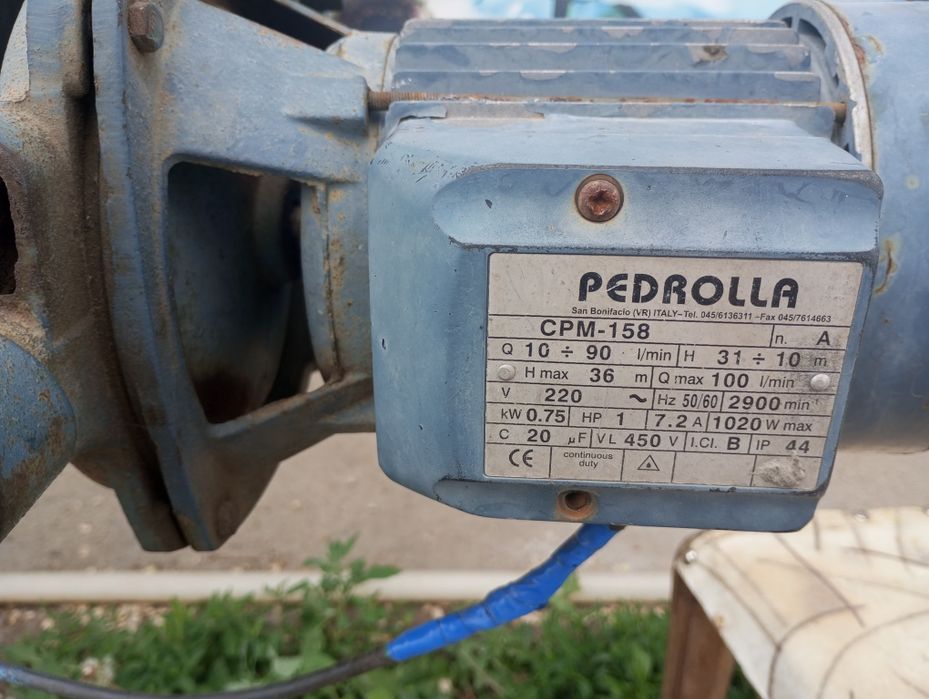 PEDROLLA
San Bonifacio (VR) ITALY-Tel. 045/6136311 -Fax 045/7614663
CPM-158 n. A
Q 10 ÷ 90 l/min H 31 ÷ 10 m
H max 36 m Q max 100 l/min
V 220 ~ Hz 50/60 2900 min⁻¹
kW 0.75 HP 1 7.2 A 1020 W max
C 20 µF VL 450 V I.Cl. B IP 44
CE continuous
duty